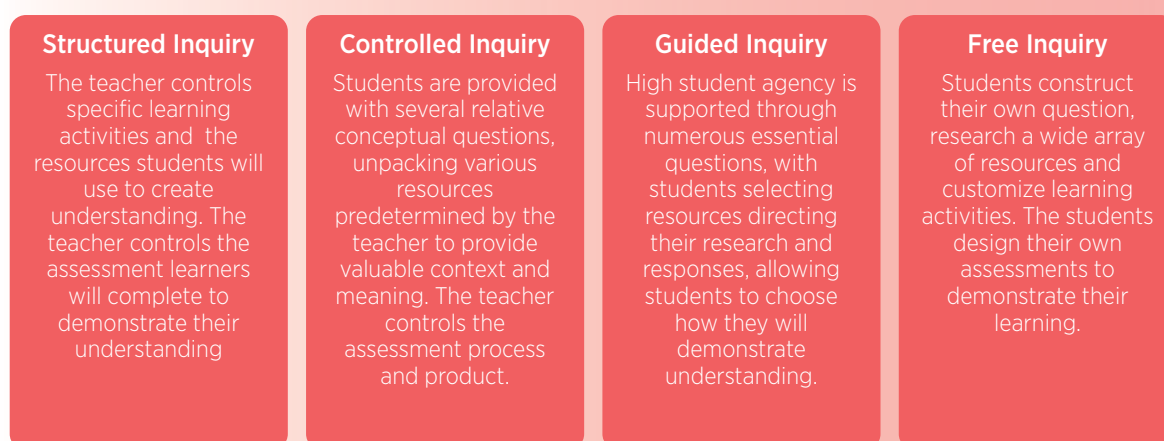 Structured Inquiry
The teacher controls
specific learning
activities and  the
resources students will
use to create
understanding. The
teacher controls the
assessment learners
will complete to
demonstrate their
understanding
Controlled Inquiry
Students are provided
with several relative
conceptual questions,
unpacking various
resources
predetermined by the
teacher to provide
valuable context and
meaning. The teacher
controls the
assessment process
and product.
Guided Inquiry
High student agency is
supported through
numerous essential
questions, with
students selecting
resources directing
their research and
responses, allowing
students to choose
how they will
demonstrate
understanding.
Free Inquiry
Students construct
their own question,
research a wide array
of resources and
customize learning
activities. The students
design their own
assessments to
demonstrate their
learning.